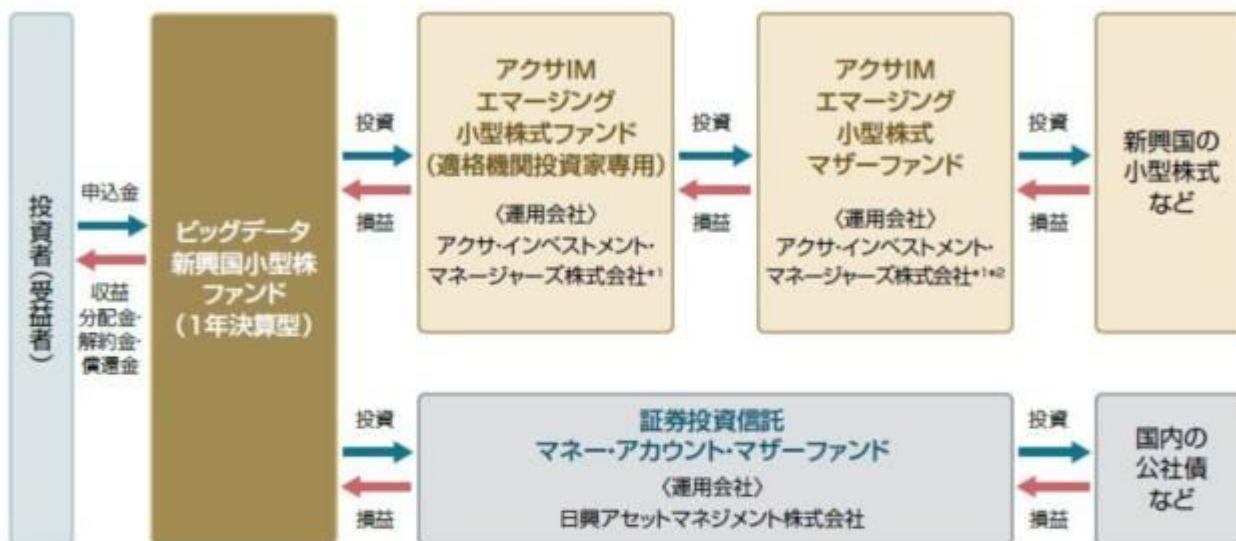 投資者(受益者)
申込金
収益
分配金・
解約金・
償還金
ビッグデータ
新興国小型株
ファンド
(1年決算型)
投資
損益
アクサIM
エマージング
小型株式ファンド
(適格機関投資家専用)
〈運用会社〉
アクサ・インベストメント・
マネージャーズ株式会社*1
投資
損益
アクサIM
エマージング
小型株式
マザーファンド
〈運用会社〉
アクサ・インベストメント・
マネージャーズ株式会社*1*2
投資
損益
新興国の
小型株式
など
投資
損益
証券投資信託
マネー・アカウント・マザーファンド
〈運用会社〉
日興アセットマネジメント株式会社
投資
損益
国内の
公社債
など